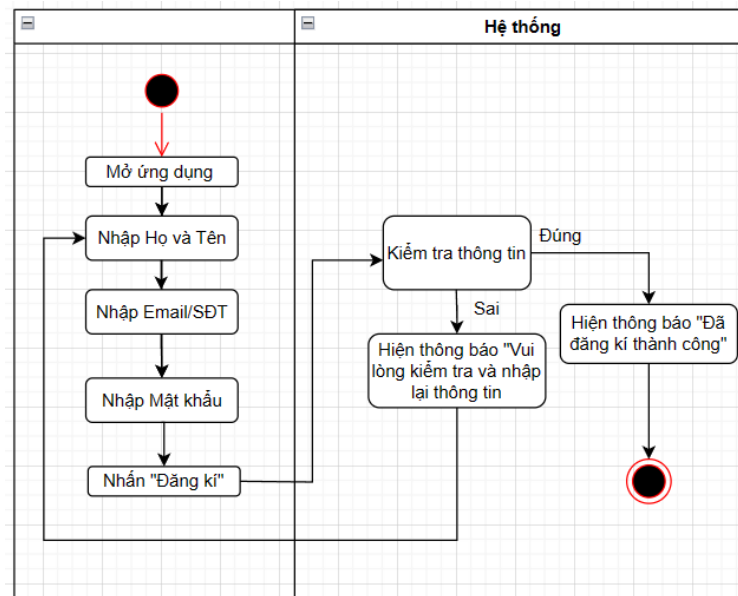 Hệ thống
Mở ứng dụng
Nhập Họ và Tên
Nhập Email/SĐT
Nhập Mật khẩu
Nhấn "Đăng kí"
Kiểm tra thông tin
Đúng
Sai
Hiện thông báo "Vui
lòng kiểm tra và nhập
lại thông tin
Hiện thông báo "Đã
đăng kí thành công"